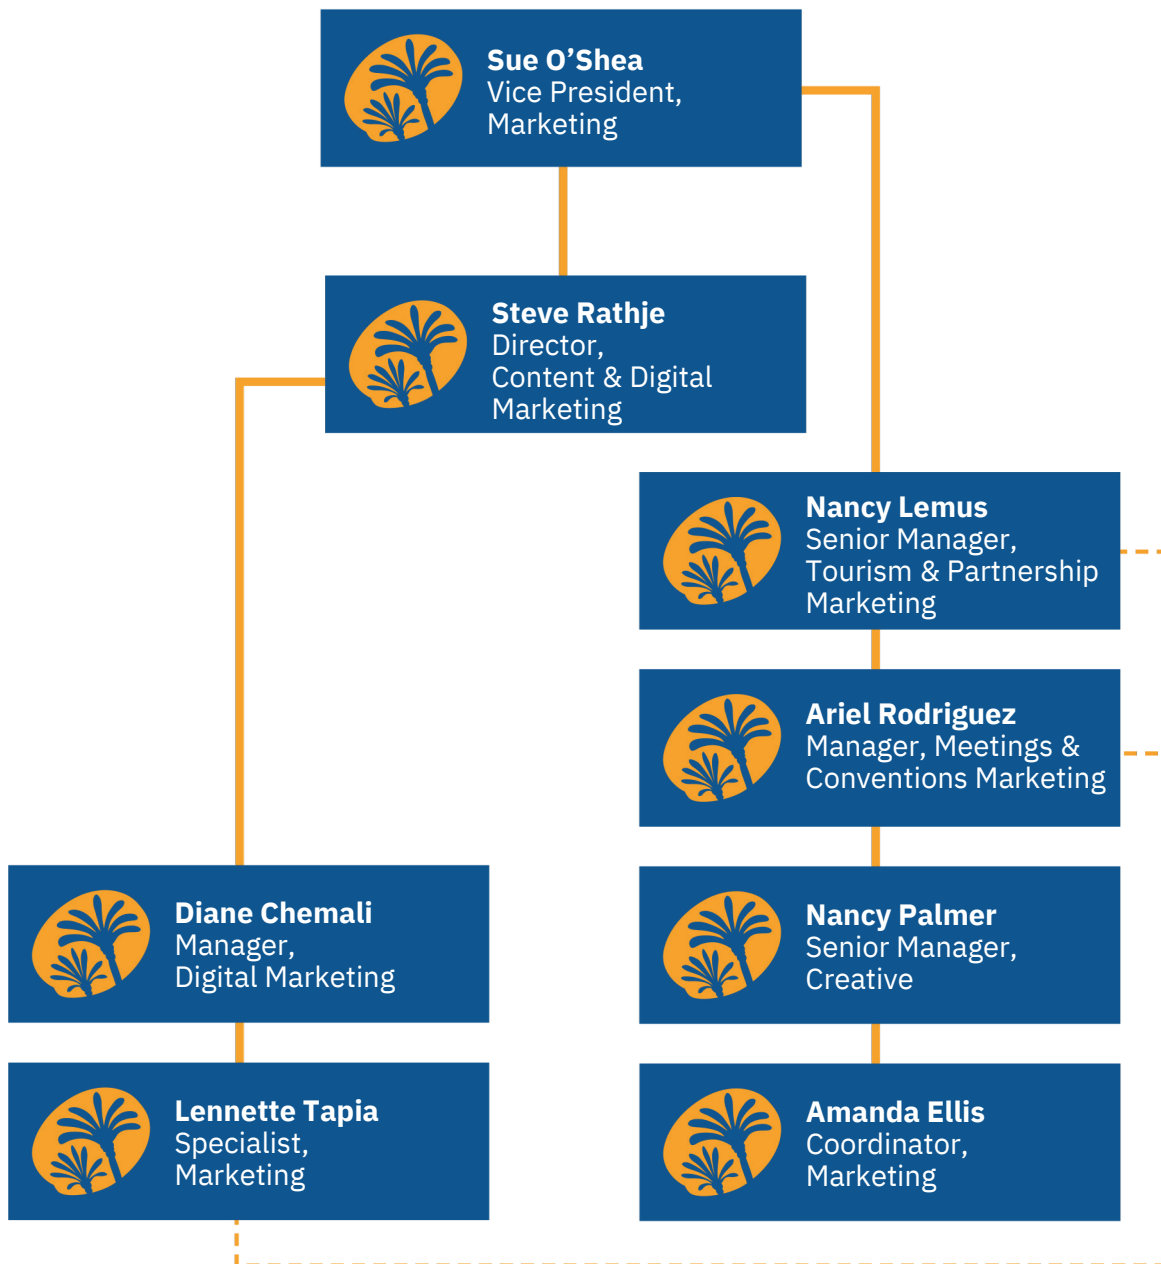 Sue O’Shea
Vice President,
Marketing
Steve Rathje
Director,
Content & Digital
Marketing
Nancy Lemus
Senior Manager,
Tourism & Partnership
Marketing
Ariel Rodriguez
Manager, Meetings &
Conventions Marketing
Diane Chemali
Manager,
Digital Marketing
Nancy Palmer
Senior Manager,
Creative
Lennette Tapia
Specialist,
Marketing
Amanda Ellis
Coordinator,
Marketing